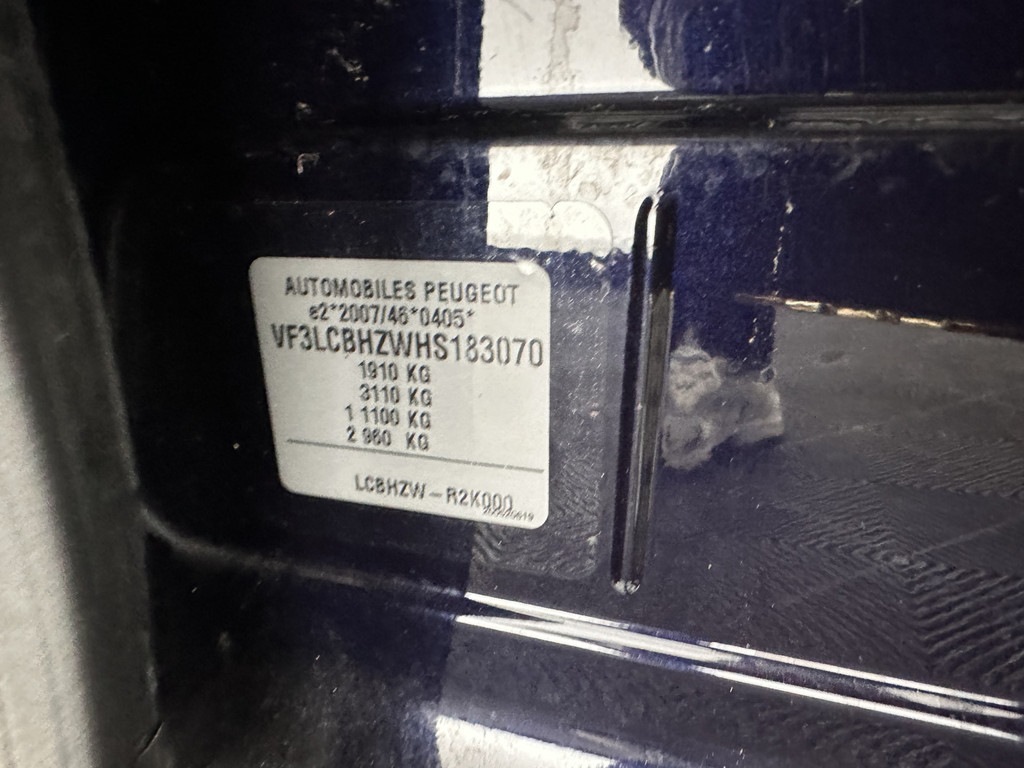 AUTOMOBILES PEUGEOT
e2*2007/46*0405*
VF3LCBHZWHS183070
1910 KG
3110 KG
1 1100 KG
2 960 KG
LCBHZW-R2K000